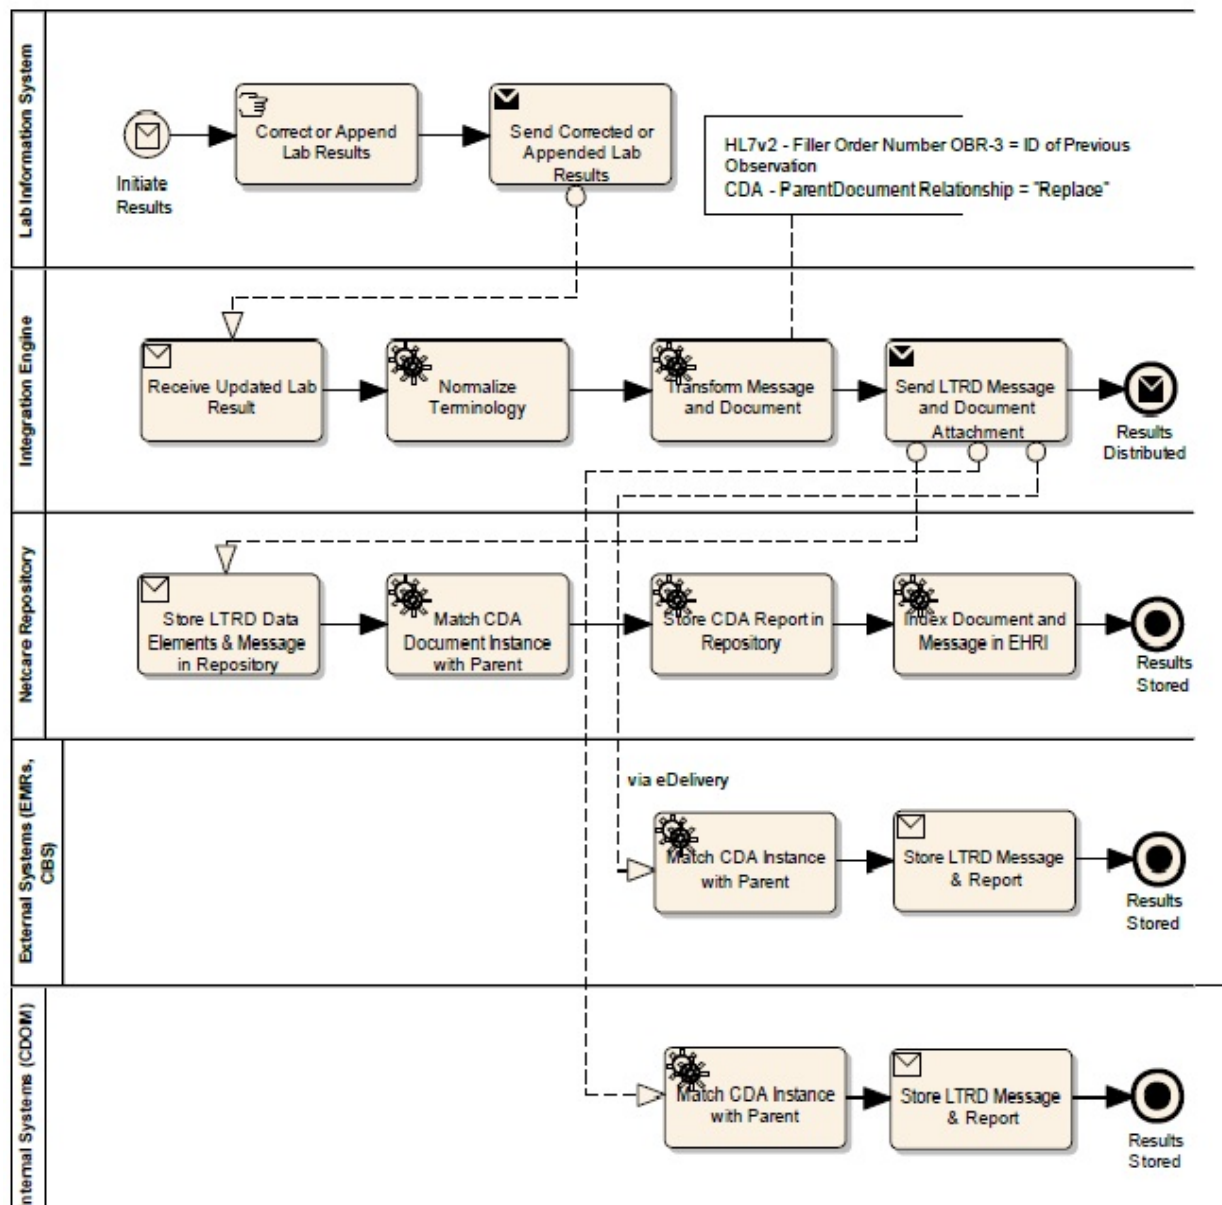 Lab Information System
Initiate
Results
Correct or Append
Lab Results
Send Corrected or
Appended Lab
Results
HL7v2 - Filler Order Number OBR-3 = ID of Previous
Observation
CDA - ParentDocument Relationship = "Replace"
Integration Engine
Receive Updated Lab
Result
Normalize
Terminology
Transform Message
and Document
Send LTRD Message
and Document
Attachment
Results
Distributed
Netcare Repository
Store LTRD Data
Elements & Message
in Repository
Match CDA
Document Instance
with Parent
Store CDA Report in
Repository
Index Document and
Message in EHRI
Results
Stored
External Systems (EMRs,
CIBS)
via eDelivery
Match CDA Instance
with Parent
Store LTRD Message
& Report
Results
Stored
nternal Systems (CDOM)
Match CDA Instance
with Parent
Store LTRD Message
& Report
Results
Stored